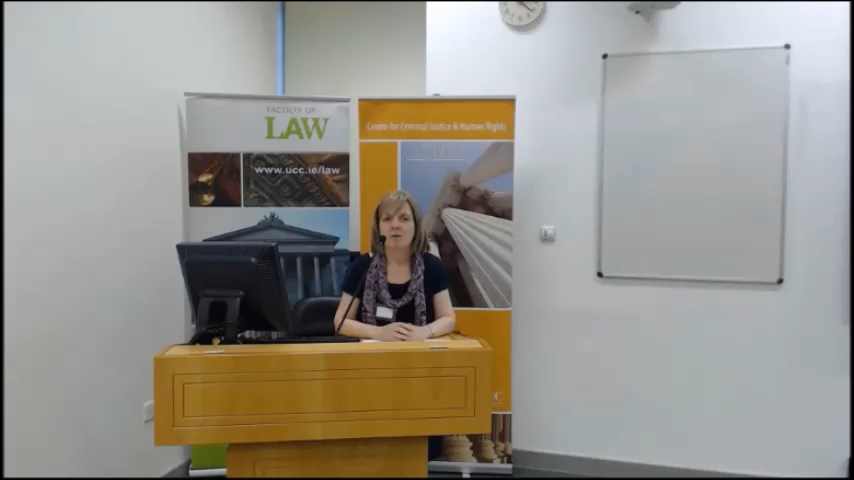 FACULTY OF
LAW
www.ucc.ie/law
Centre for Criminal Justice & Human Rights